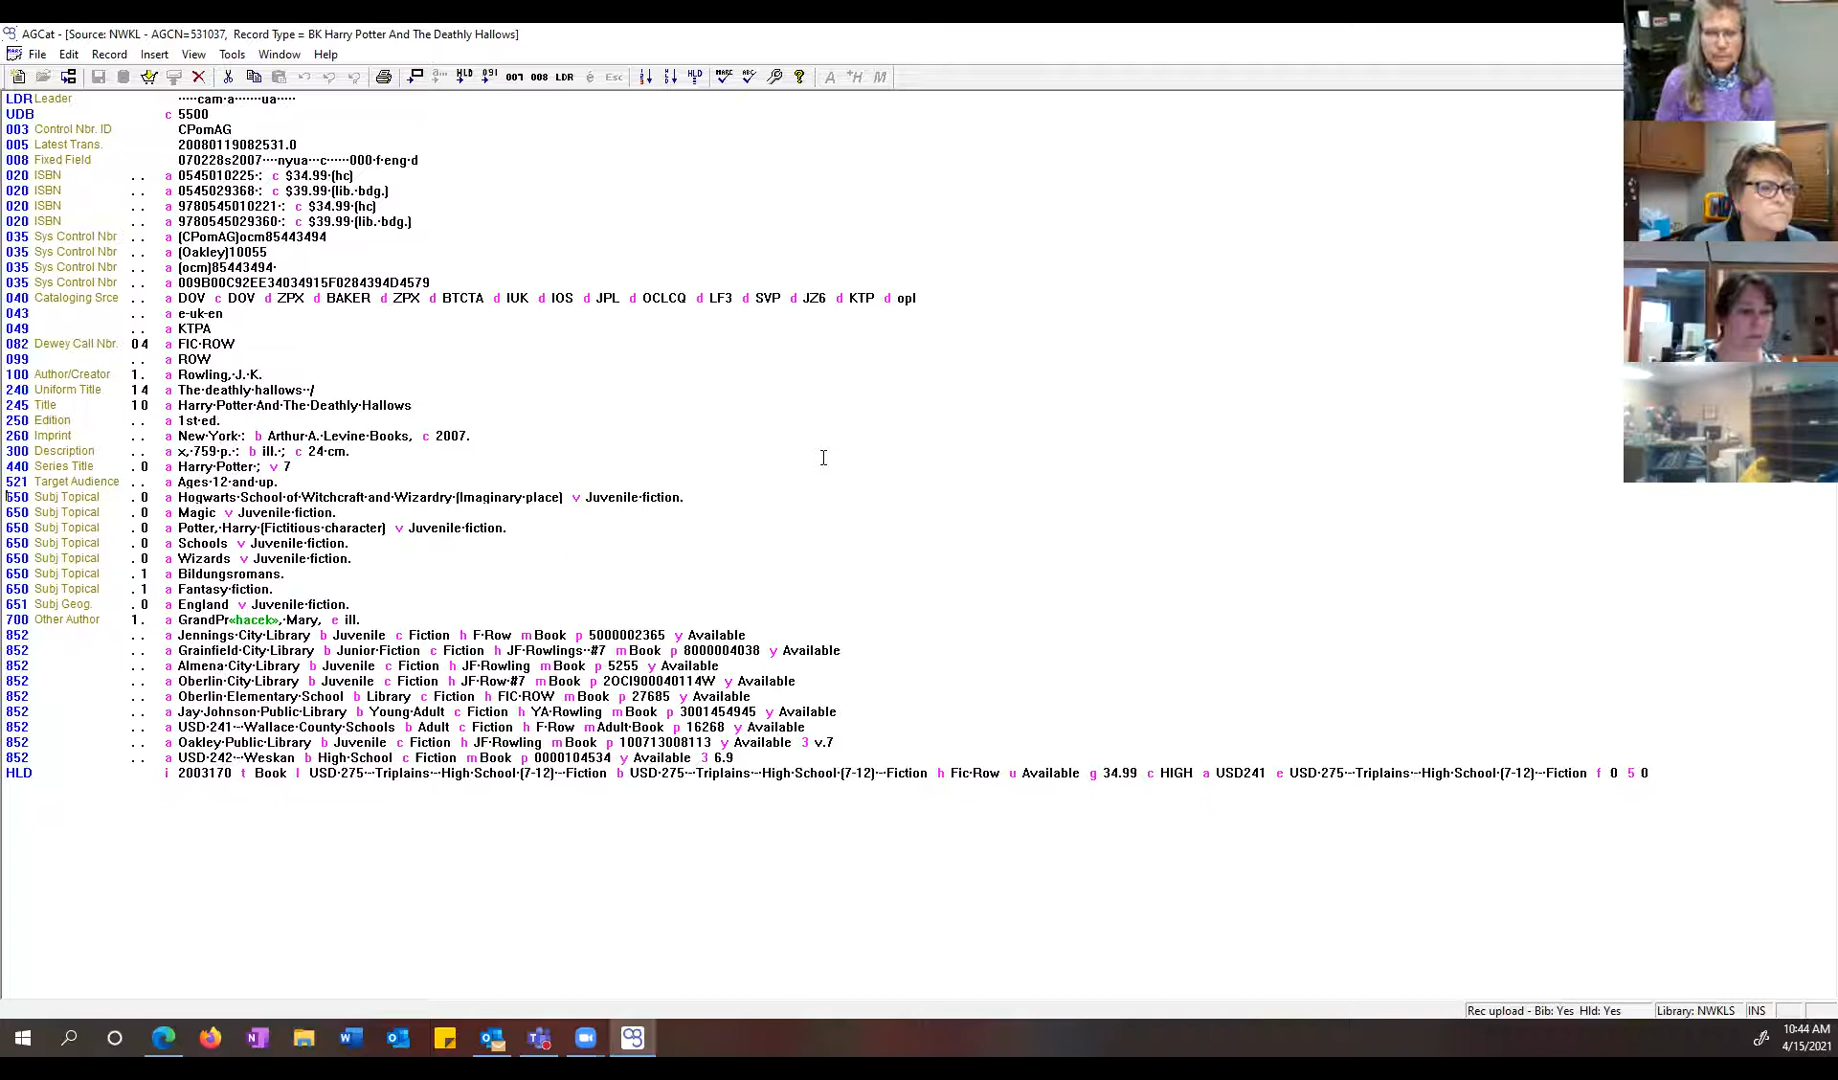 AGCat - [Source: NWKL - AGCN=531037, Record Type = BK Harry Potter And The Deathly Hallows]
File Edit Record Insert View Tools Window Help
HLD 091 007 008 LDR é Esc HLD MARC ABC ? A +H M
LDR Leader ·····cam·a·······ua·····
UDB c 5500
003 Control Nbr. ID CPomAG
005 Latest Trans. 20080119082531.0
008 Fixed Field 070228s2007····nyua···c······000·f·eng·d
020 ISBN . . a 0545010225·: c $34.99·(hc)
020 ISBN . . a 0545029368·: c $39.99·(lib.·bdg.)
020 ISBN . . a 9780545010221·: c $34.99·(hc)
020 ISBN . . a 9780545029360·: c $39.99·(lib.·bdg.)
035 Sys Control Nbr . . a (CPomAG)ocm85443494
035 Sys Control Nbr . . a (Oakley)10055
035 Sys Control Nbr . . a (ocm)85443494·
035 Sys Control Nbr . . a 009B00C92EE34034915F0284394D4579
040 Cataloging Srce . . a DOV c DOV d ZPX d BAKER d ZPX d BTCTA d IUK d IOS d JPL d OCLCQ d LF3 d SVP d JZ6 d KTP d opl
043 . . a e-uk-en
049 . . a KTPA
082 Dewey Call Nbr. 0 4 a FIC·ROW
099 . . a ROW
100 Author/Creator 1 . a Rowling,·J.·K.
240 Uniform Title 1 4 a The·deathly·hallows··/
245 Title 1 0 a Harry·Potter·And·The·Deathly·Hallows
250 Edition . . a 1st·ed.
260 Imprint . . a New·York·: b Arthur·A.·Levine·Books, c 2007.
300 Description . . a x,·759·p.·: b ill.·; c 24·cm.
440 Series Title . 0 a Harry·Potter·; v 7
521 Target Audience . . a Ages·12·and·up.
650 Subj Topical . 0 a Hogwarts·School·of·Witchcraft·and·Wizardry·(Imaginary·place) v Juvenile·fiction.
650 Subj Topical . 0 a Magic v Juvenile·fiction.
650 Subj Topical . 0 a Potter,·Harry·(Fictitious·character) v Juvenile·fiction.
650 Subj Topical . 0 a Schools v Juvenile·fiction.
650 Subj Topical . 0 a Wizards v Juvenile·fiction.
650 Subj Topical . 1 a Bildungsromans.
650 Subj Topical . 1 a Fantasy·fiction.
651 Subj Geog. . 0 a England v Juvenile·fiction.
700 Other Author 1 . a GrandPr«hacek»,·Mary, e ill.
852 . . a Jennings·City·Library b Juvenile c Fiction h F·Row m Book p 5000002365 y Available
852 . . a Grainfield·City·Library b Junior·Fiction c Fiction h JF·Rowlings··#7 m Book p 8000004038 y Available
852 . . a Almena·City·Library b Juvenile c Fiction h JF·Rowling m Book p 5255 y Available
852 . . a Oberlin·City·Library b Juvenile c Fiction h JF·Row·#7 m Book p 2OCI900040114W y Available
852 . . a Oberlin·Elementary·School b Library c Fiction h FIC·ROW m Book p 27685 y Available
852 . . a Jay·Johnson·Public·Library b Young·Adult c Fiction h YA·Rowling m Book p 3001454945 y Available
852 . . a USD·241·-·Wallace·County·Schools b Adult c Fiction h F·Row m Adult·Book p 16268 y Available
852 . . a Oakley·Public·Library b Juvenile c Fiction h JF·Rowling m Book p 100713008113 y Available 3 v.7
852 . . a USD·242·-·Weskan b High·School c Fiction m Book p 0000104534 y Available 3 6.9
HLD i 2003170 t Book l USD·275·-·Triplains·-·High·School·(7-12)·-·Fiction b USD·275·-·Triplains·-·High·School·(7-12)·-·Fiction h Fic·Row u Available g 34.99 c HIGH a USD241 e USD·275·-·Triplains·-·High·School·(7-12)·-·Fiction f 0 5 0
Rec upload - Bib: Yes Hld: Yes Library: NWKLS INS
10:44 AM
4/15/2021